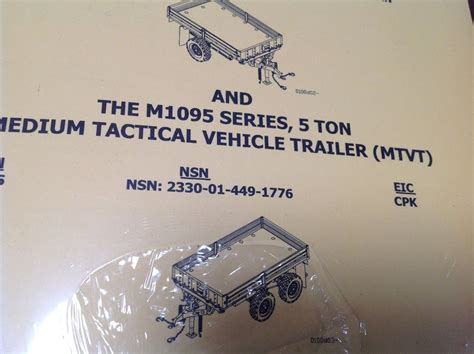 AND
THE M1095 SERIES, 5 TON
MEDIUM TACTICAL VEHICLE TRAILER (MTVT)
NSN EIC
NSN: 2330-01-449-1776 CPK